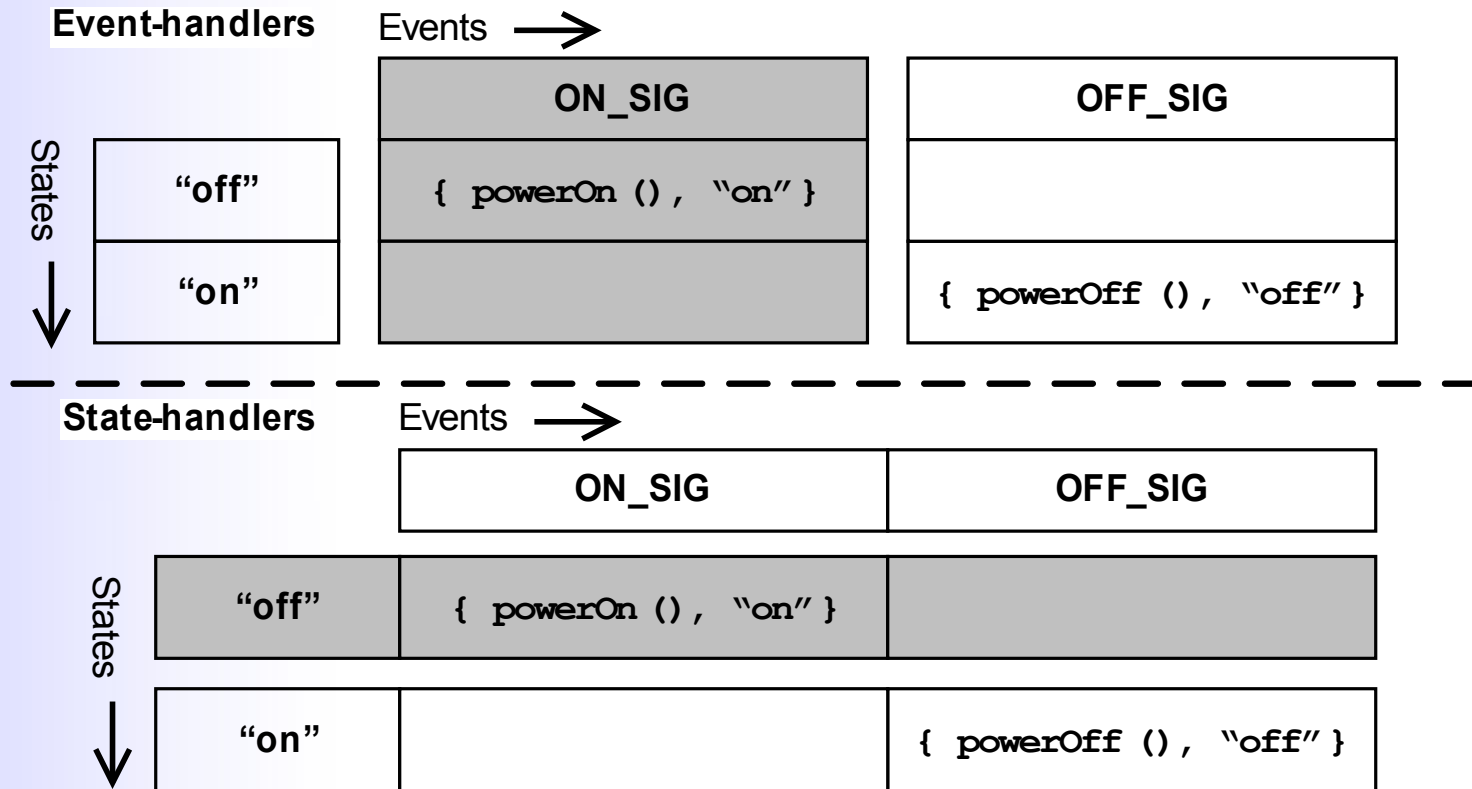 Event-handlers Events
ON_SIG OFF_SIG
States
“off” { powerOn (), “on” }
“on” { powerOff (), “off” }
State-handlers Events
ON_SIG OFF_SIG
States
“off” { powerOn (), “on” }
“on” { powerOff (), “off” }